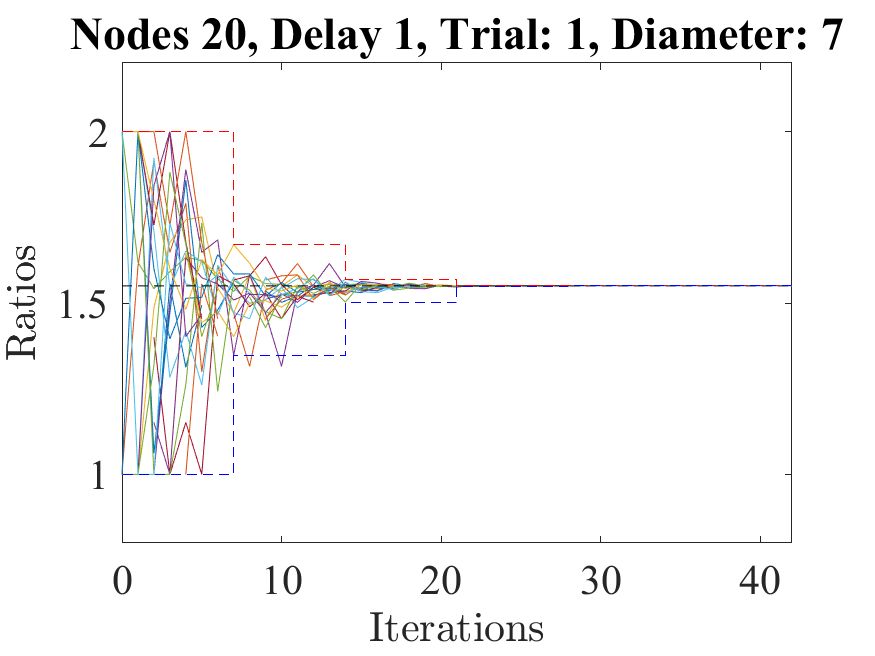 Nodes 20, Delay 1, Trial: 1, Diameter: 7
Ratios
2
1.5
1
0 10 20 30 40
Iterations